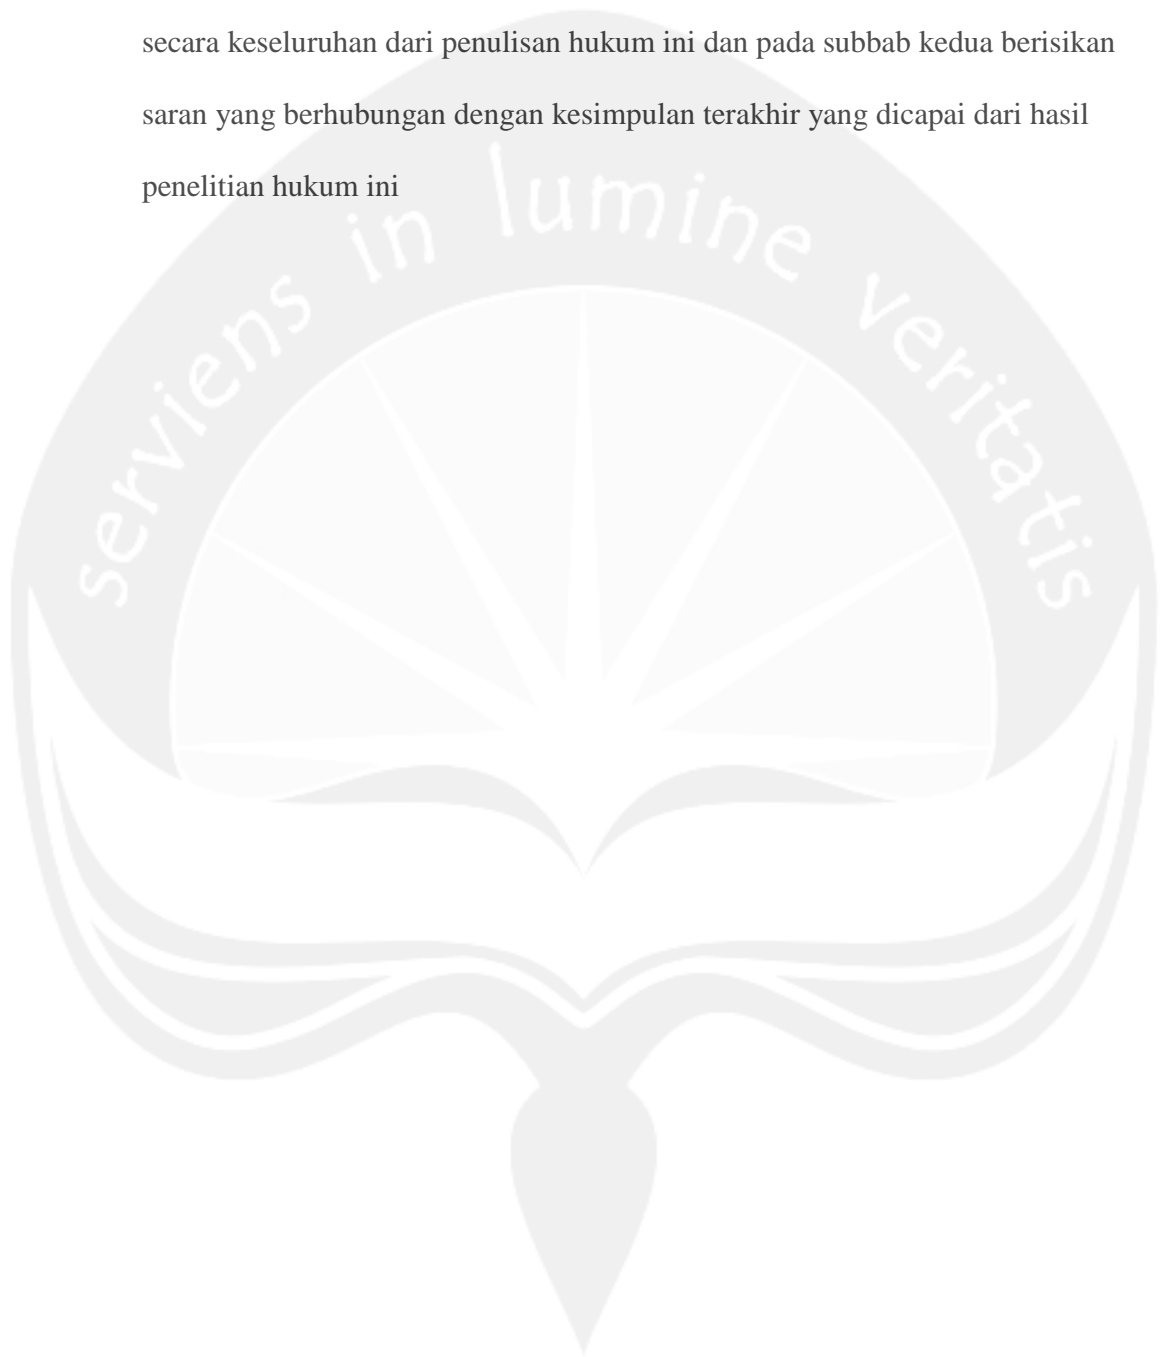 secara keseluruhan dari penulisan hukum ini dan pada subbab kedua berisikan
saran yang berhubungan dengan kesimpulan terakhir yang dicapai dari hasil
penelitian hukum ini
serviens in lumine veritatis